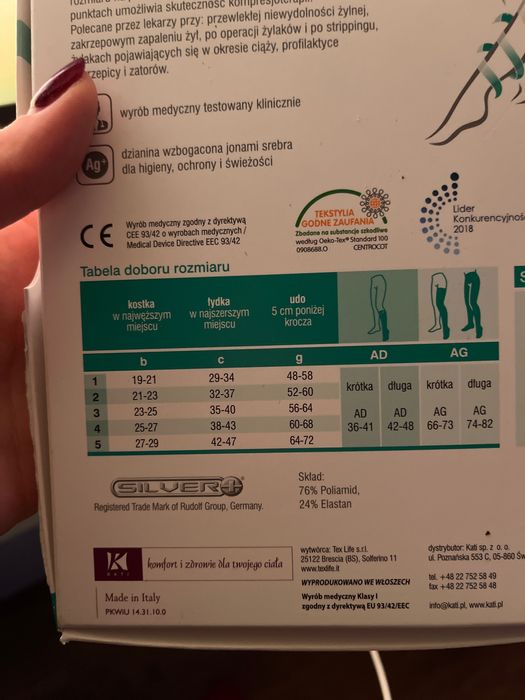 punktach umożliwia skuteczność kompresjoterapii.
Polecane przez lekarzy przy: przewlekłej niewydolności żylnej,
zakrzepowym zapaleniu żył, po operacji żylaków i po strippingu,
żylakach pojawiających się w okresie ciąży, profilaktyce
zatorów.
wyrób medyczny testowany klinicznie
Ag+
dzianina wzbogacona jonami srebra
dla higieny, ochrony i świeżości
CE
Wyrób medyczny zgodny z dyrektywą
CEE 93/42 o wyrobach medycznych /
Medical Device Directive EEC 93/42
TEKSTYLIA
GODNE ZAUFANIA
Zbadano na substancje szkodliwe
według Oeko-Tex® Standard 100
0908688.O CENTROCOT
Lider
2018
Tabela doboru rozmiaru
kostka
w najwęższym
miejscu
łydka
w najszerszym
miejscu
udo
5 cm poniżej
krocza
b c g AD AG
1 19-21 29-34 48-58
2 21-23 32-37 52-60
3 23-25 35-40 56-64
4 25-27 38-43 60-68
5 27-29 42-47 64-72
krótka długa krótka długa
AD AD AG AG
36-41 42-48 66-73 74-82
SILVER+
Registered Trade Mark of Rudolf Group, Germany.
Skład:
76% Poliamid,
24% Elastan
K
KATI
komfort i zdrowie dla twojego ciała
Made in Italy
PKWIU 14.31.10.0
wytwórca: Tex Life s.r.l.
25122 Brescia (BS), Solferino 11
www.texlife.it
WYPRODUKOWANO WE WŁOSZECH
Wyrób medyczny Klasy I
zgodny z dyrektywą EU 93/42/EEC
dystrybutor: Kati sp. z o. o.
ul. Poznańska 553 C, 05-860
tel. +48 22 752 58 49
fax +48 22 752 58 48
info@kati.pl, www.kati.pl